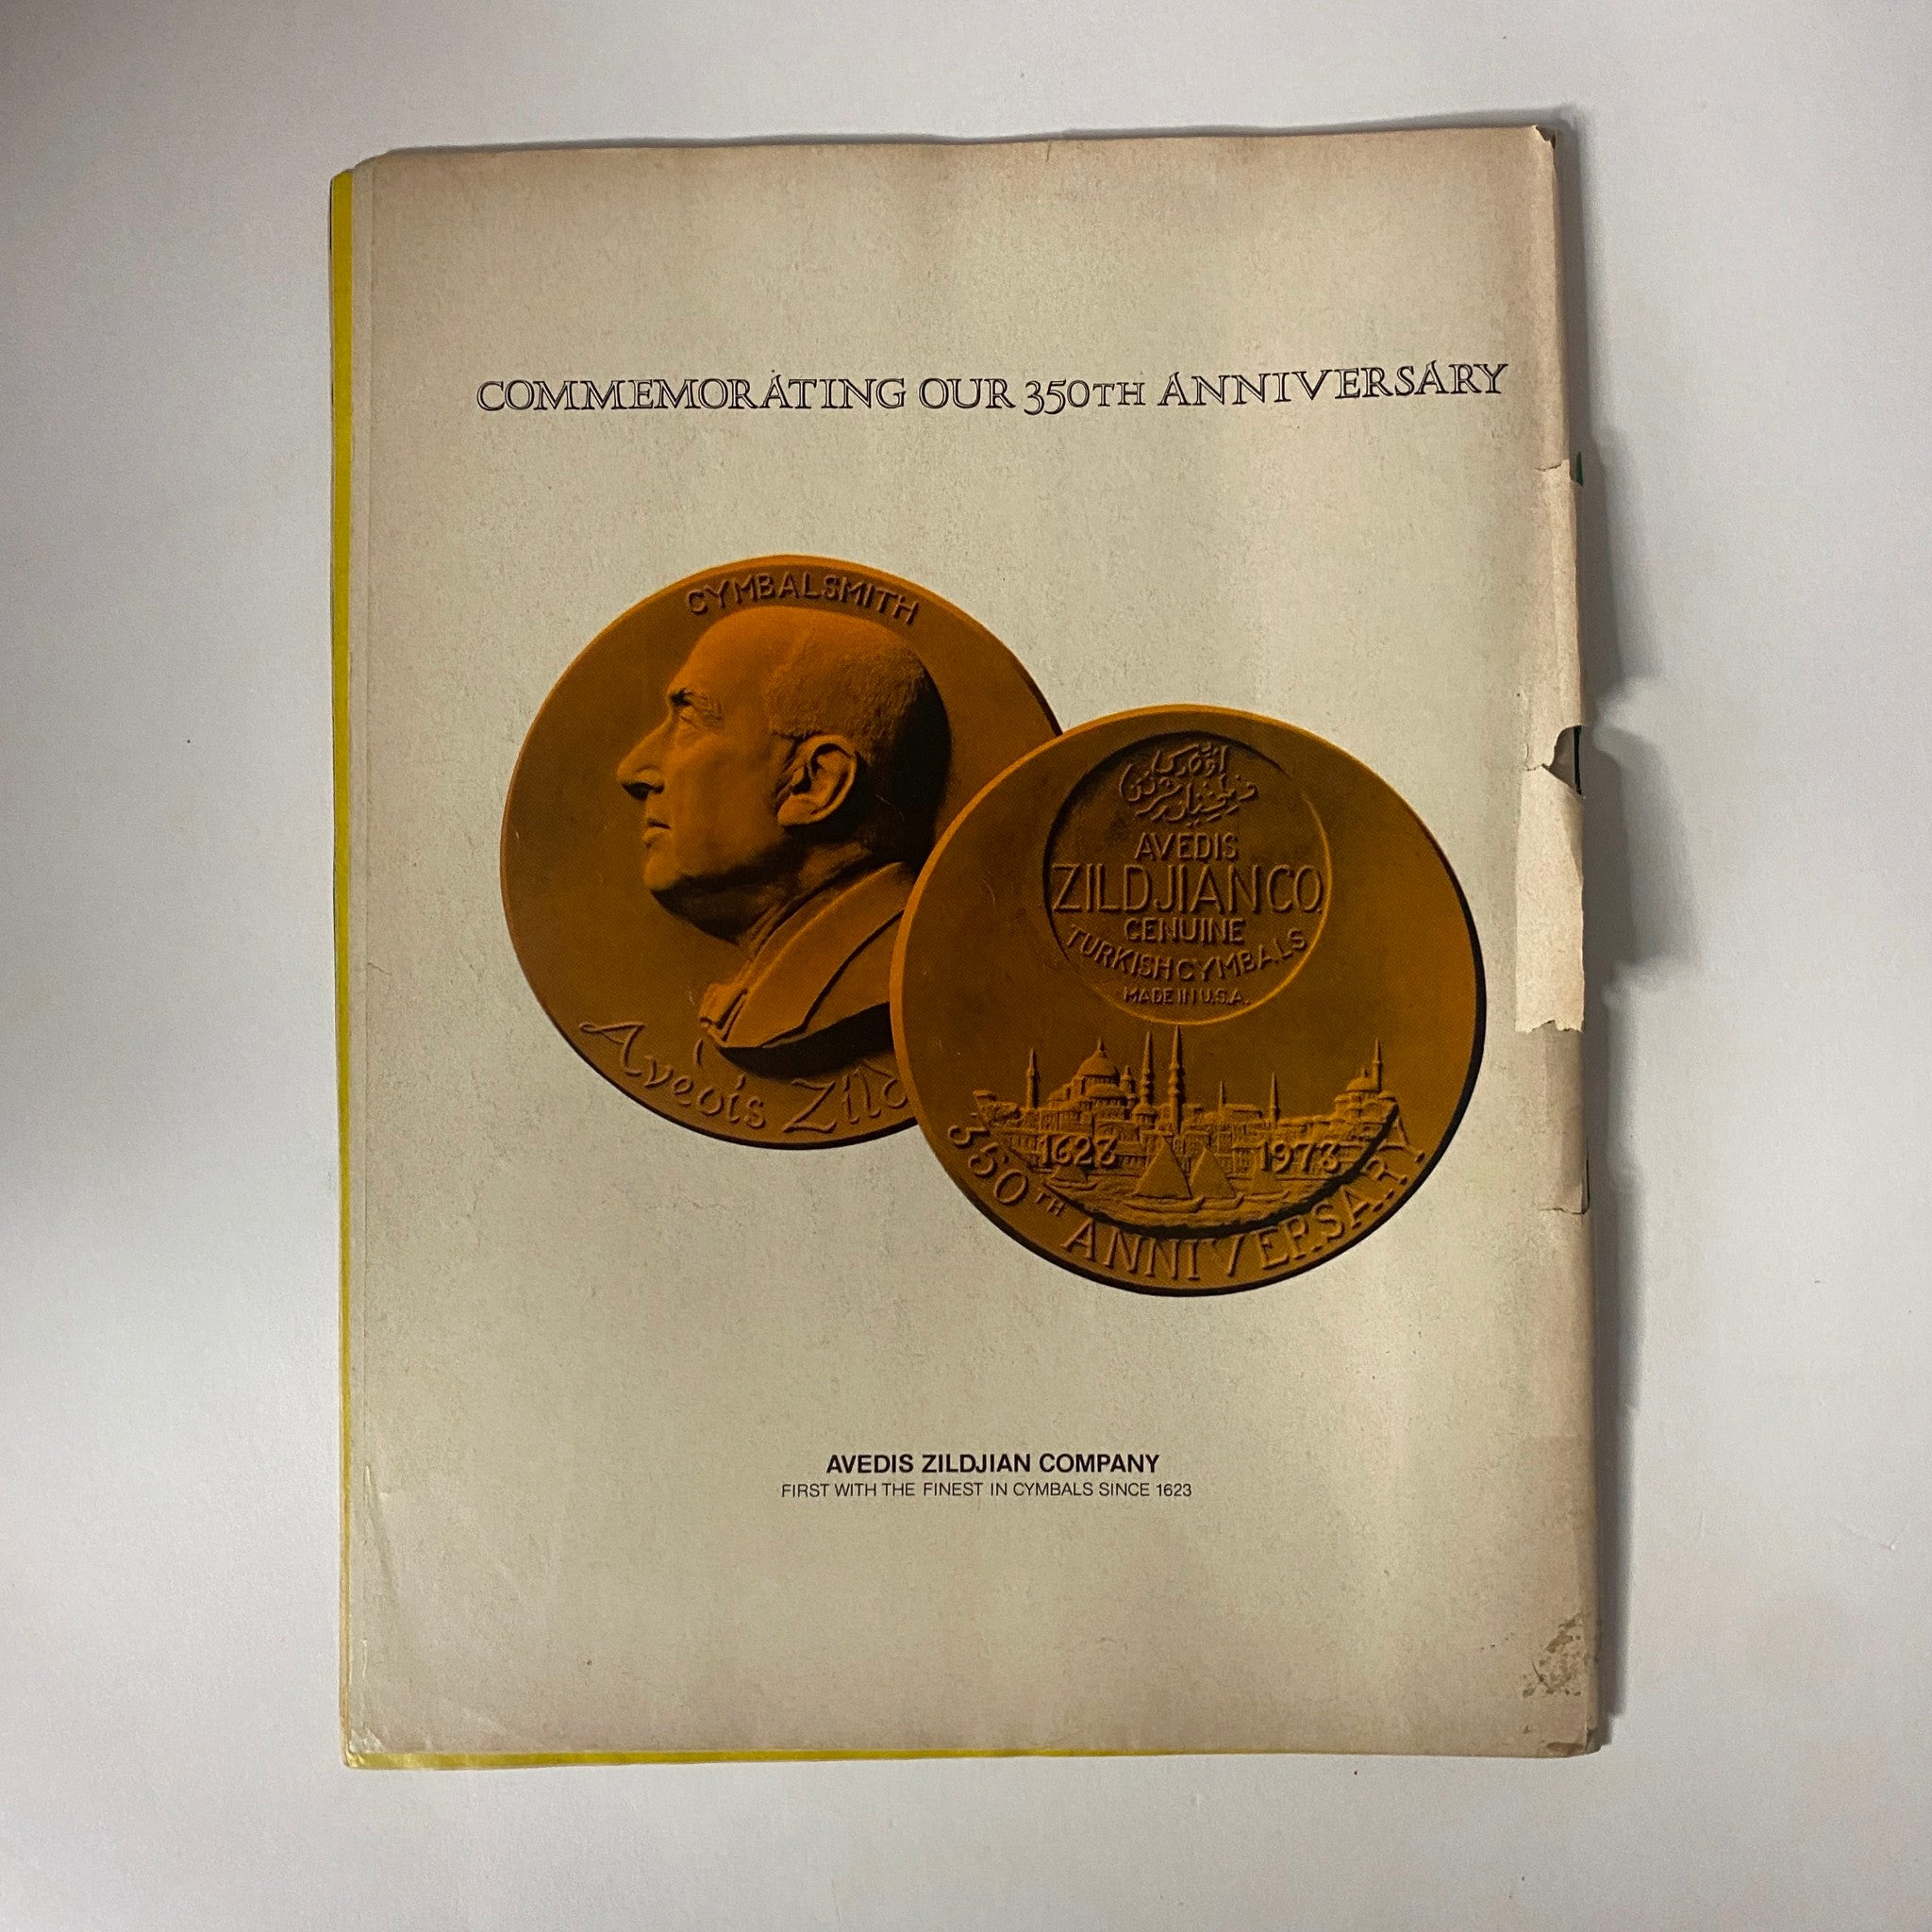 COMMEMORATING OUR 350TH ANNIVERSARY
CYMBALSMITH
Avedis Zild
AVEDIS
ZILDJIAN CO.
GENUINE
TURKISH CYMBALS
MADE IN U.S.A.
1623 1973
350TH ANNIVERSARY
AVEDIS ZILDJIAN COMPANY
FIRST WITH THE FINEST IN CYMBALS SINCE 1623